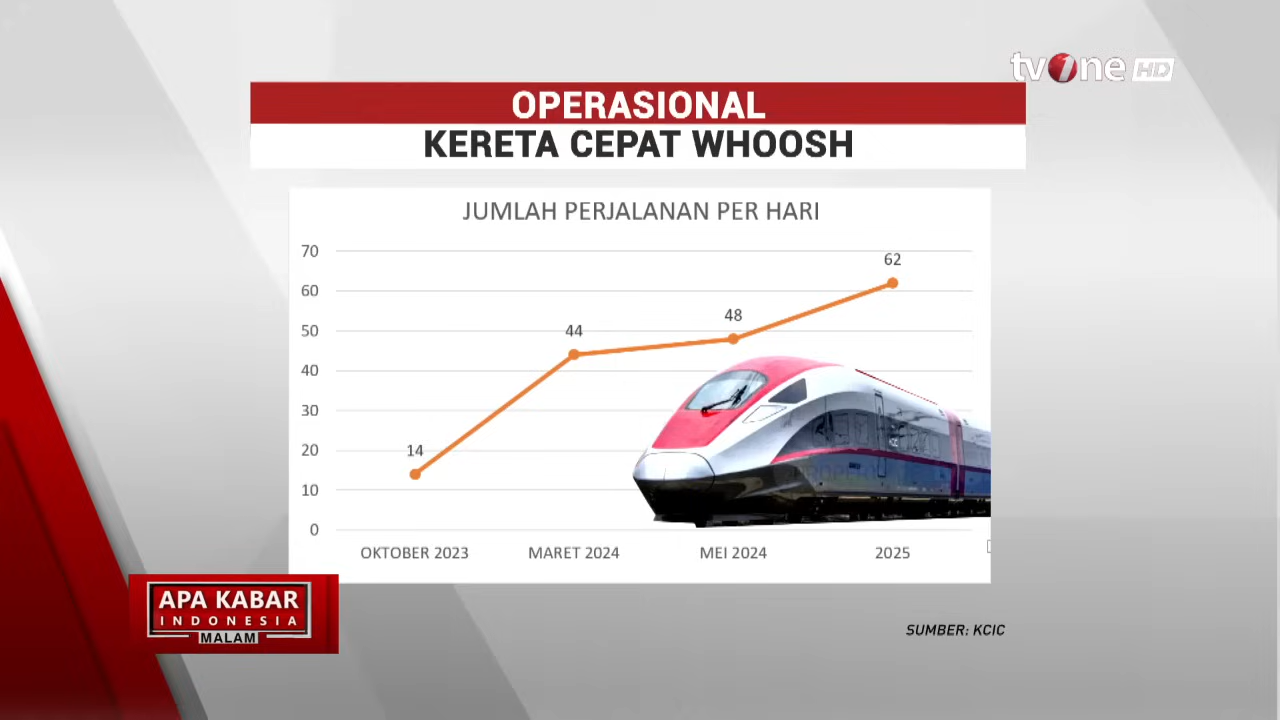 tvOne HD
OPERASIONAL
KERETA CEPAT WHOOSH
JUMLAH PERJALANAN PER HARI
70
60
50
40
30
20
10
0
14
44
48
62
OKTOBER 2023 MARET 2024 MEI 2024 2025
APA KABAR
INDONESIA
MALAM
SUMBER: KCIC